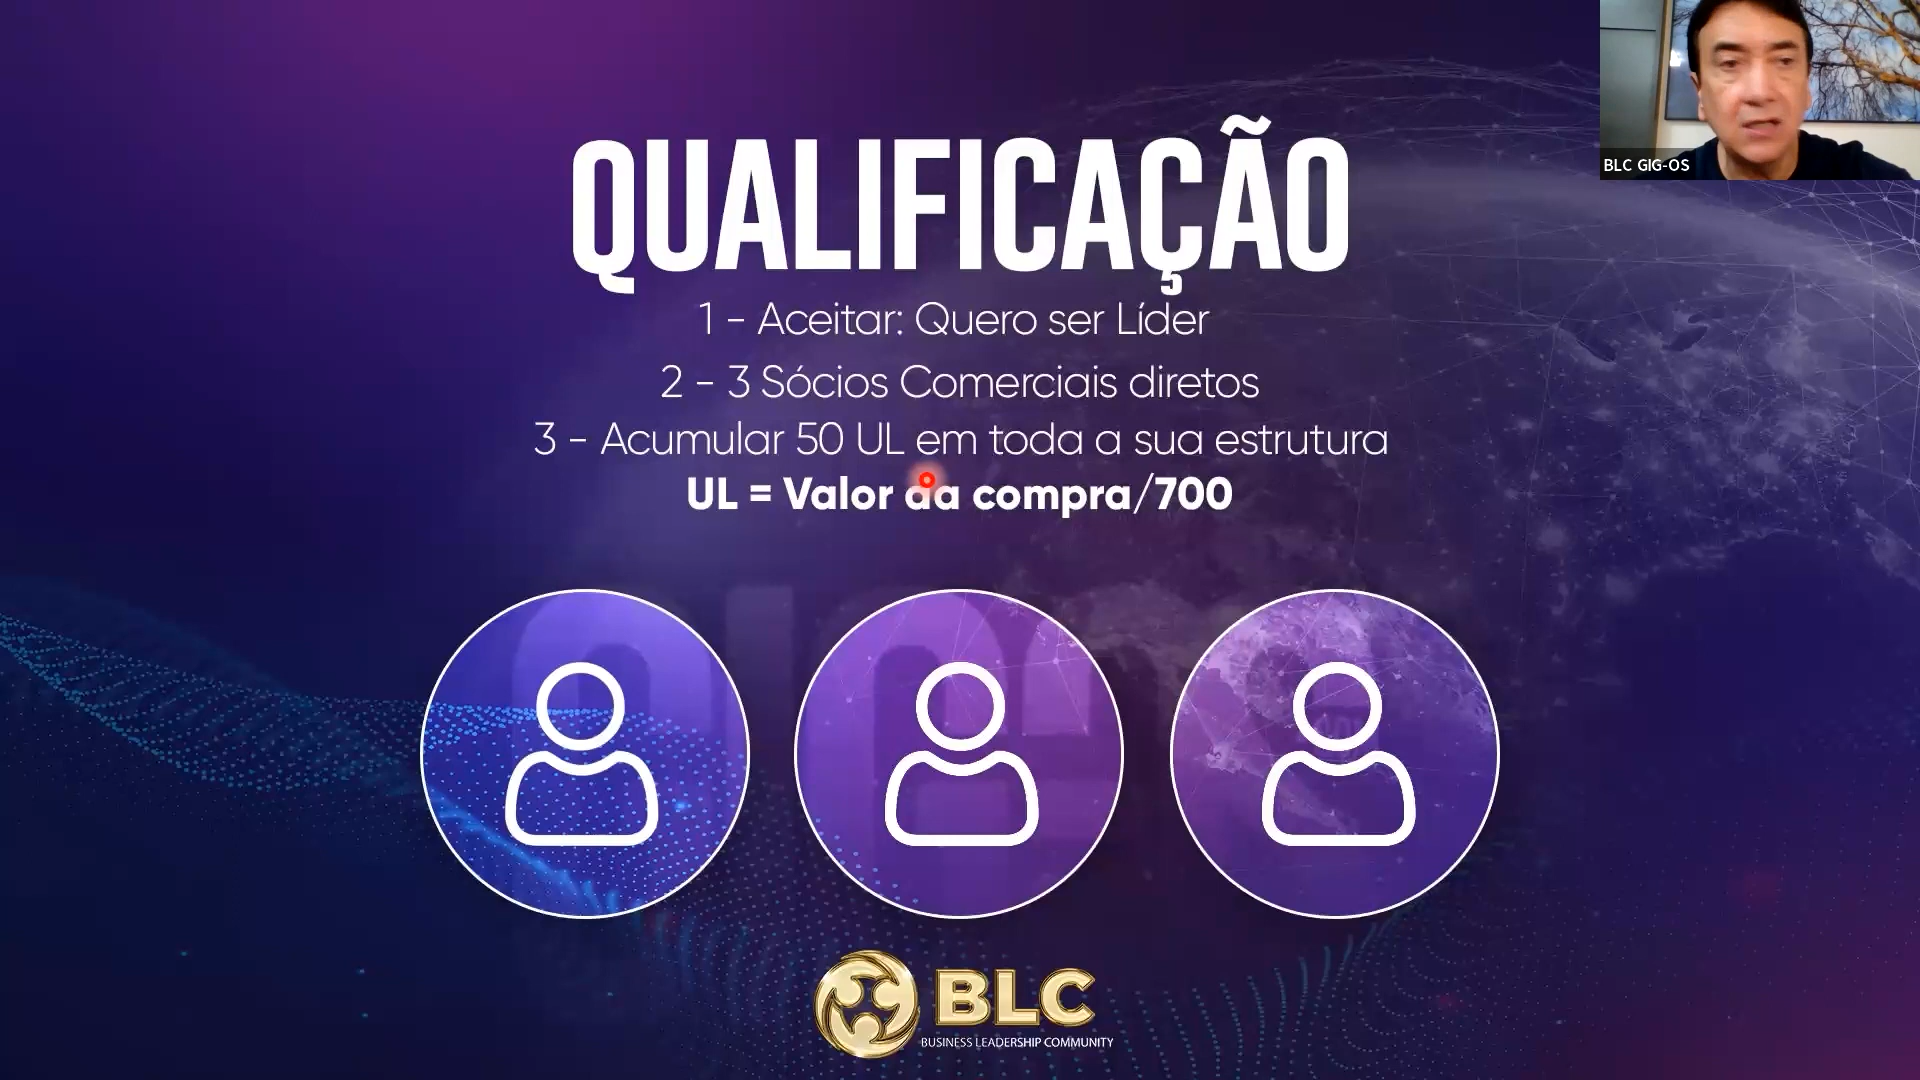 BLC GIG-OS
QUALIFICAÇÃO
1 - Aceitar: Quero ser Líder
2 - 3 Sócios Comerciais diretos
3 - Acumular 50 UL em toda a sua estrutura
UL = Valor da compra/700
BLC
BUSINESS LEADERSHIP COMMUNITY